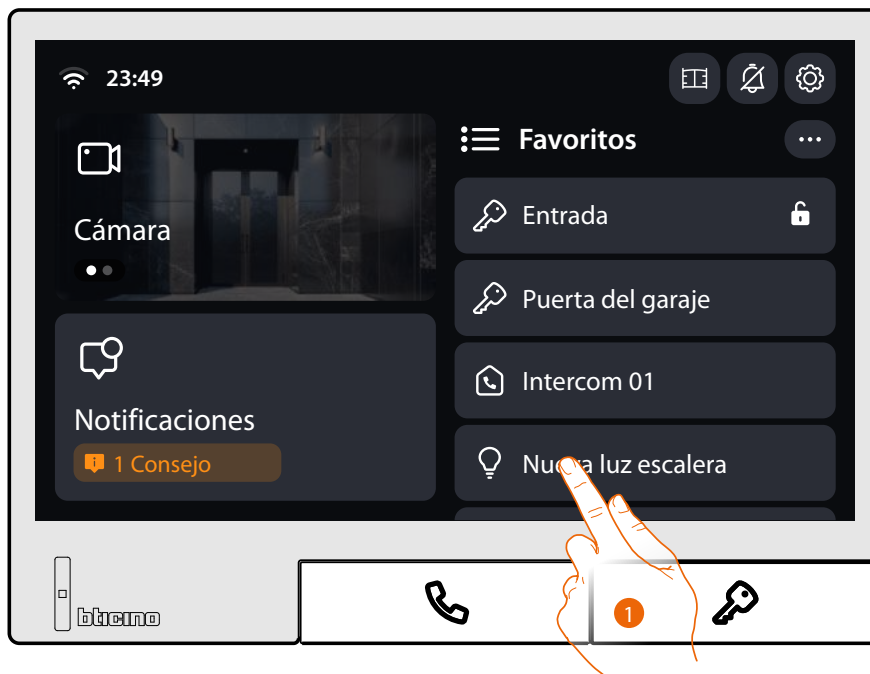 23:49
Cámara
Notificaciones
1 Consejo
Favoritos
Entrada
Puerta del garaje
Intercom 01
Nueva luz escalera
bticino
1